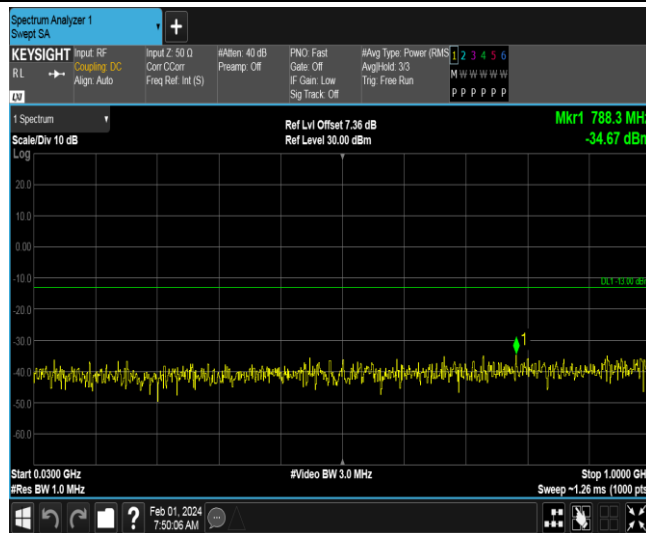 Spectrum Analyzer 1
Swept SA
+
KEYSIGHT
RL
Input: RF
Coupling: DC
Align: Auto
Input Z: 50 Ω
Corr CCorr
Freq Ref: Int (S)
#Atten: 40 dB
Preamp: Off
PNO: Fast
Gate: Off
IF Gain: Low
Sig Track: Off
#Avg Type: Power (RMS
Avg|Hold: 3/3
Trig: Free Run
1 2 3 4 5 6
M W W W W W
P P P P P P
1 Spectrum
Scale/Div 10 dB
Log
Ref Lvl Offset 7.36 dB
Ref Level 30.00 dBm
Mkr1 788.3 MHz
-34.67 dBm
20.0
10.0
0.00
-10.0
DL1 -13.00 dBm
-20.0
-30.0
1
-40.0
-50.0
-60.0
Start 0.0300 GHz
#Res BW 1.0 MHz
#Video BW 3.0 MHz
Stop 1.0000 GH
Sweep ~1.26 ms (1000 pts
?
Feb 01, 2024
7:50:06 AM